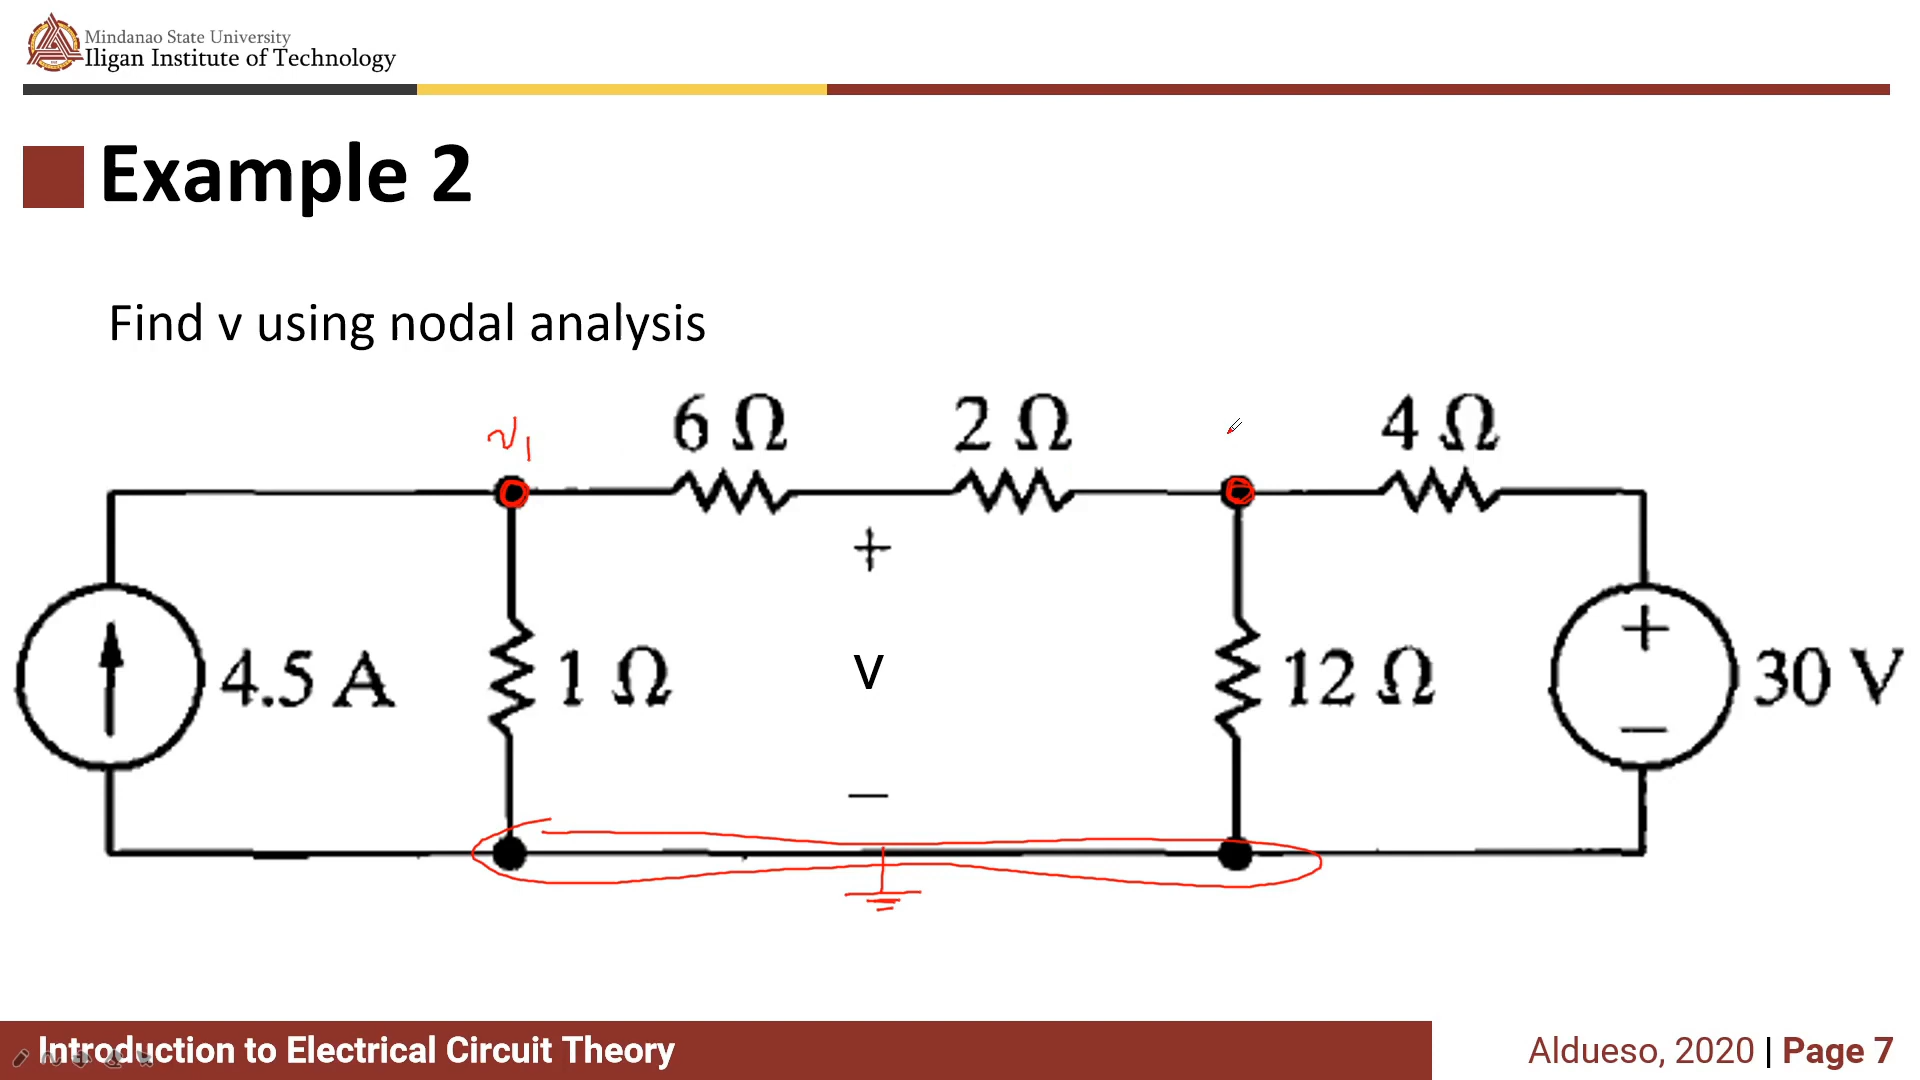 Mindanao State University
Iligan Institute of Technology
Example 2
Find v using nodal analysis
v1
6 Ω
2 Ω
4 Ω
+
4.5 A
1 Ω
v
12 Ω
+
−
30 V
−
Introduction to Electrical Circuit Theory
Aldueso, 2020 | Page 7